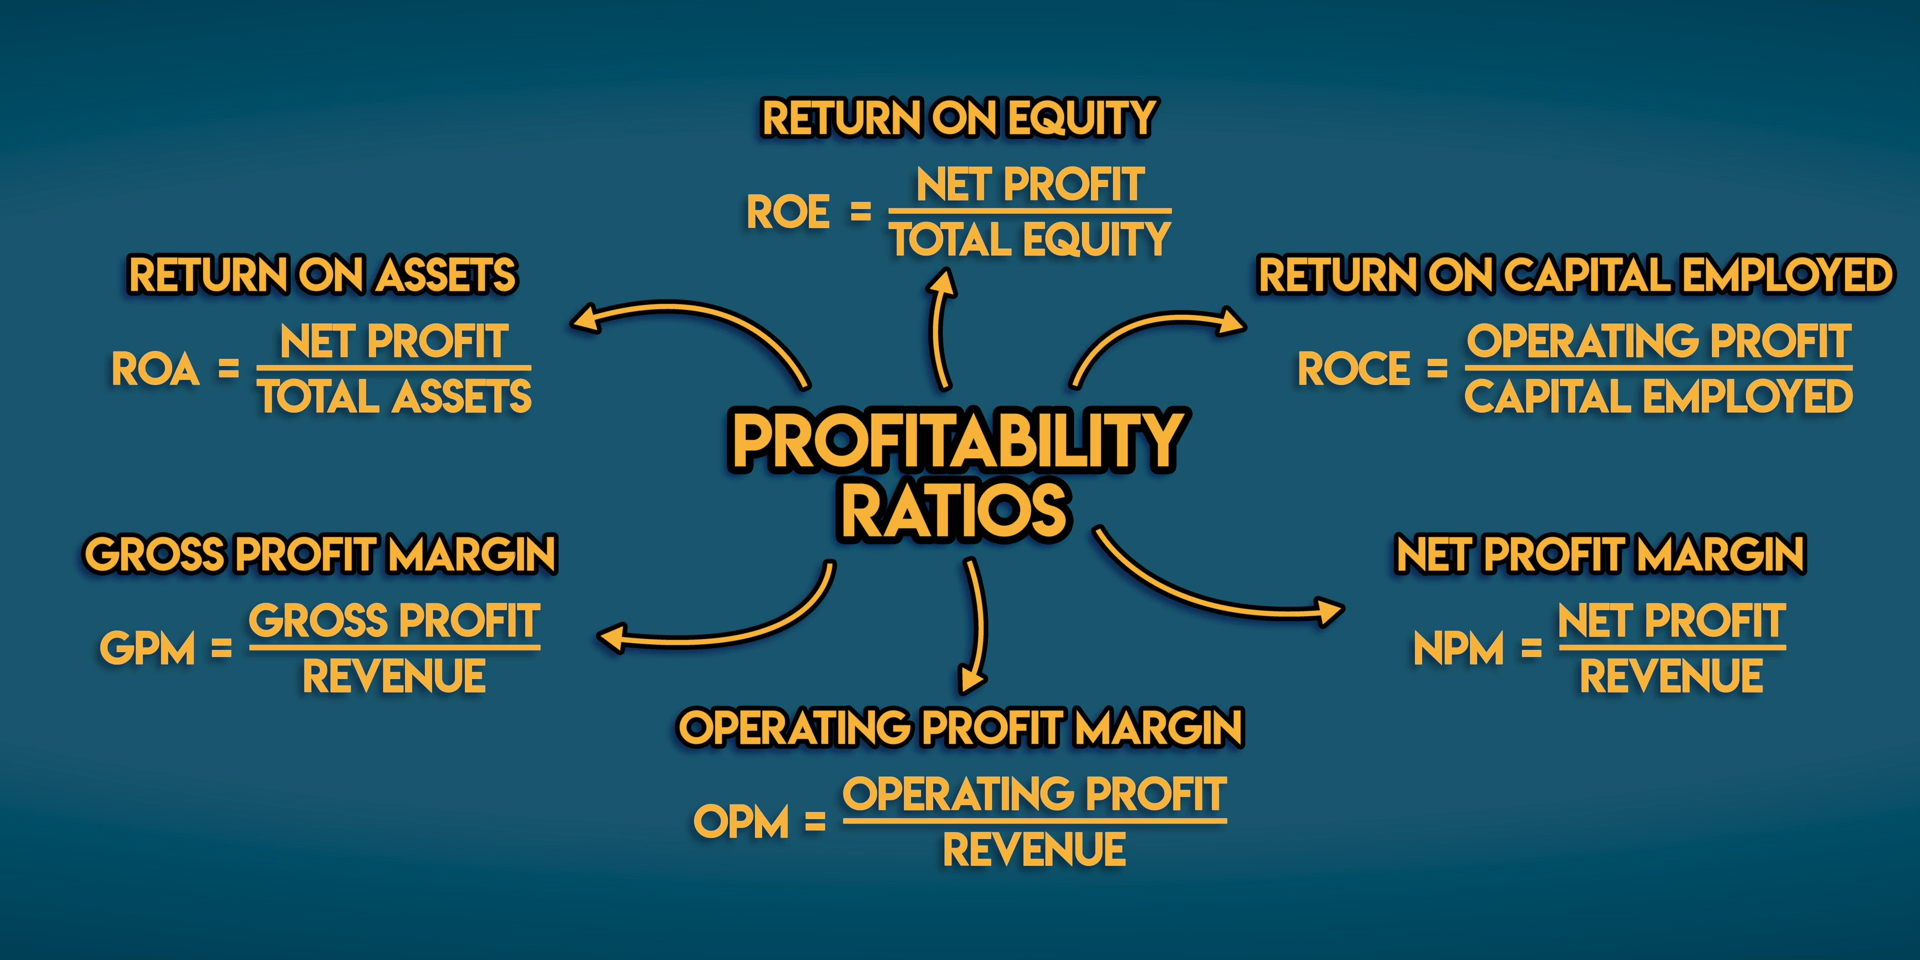 RETURN ON EQUITY
ROE = NET PROFIT
TOTAL EQUITY
RETURN ON ASSETS
ROA = NET PROFIT
TOTAL ASSETS
RETURN ON CAPITAL EMPLOYED
ROCE = OPERATING PROFIT
CAPITAL EMPLOYED
PROFITABILITY
RATIOS
GROSS PROFIT MARGIN
GPM = GROSS PROFIT
REVENUE
NET PROFIT MARGIN
NPM = NET PROFIT
REVENUE
OPERATING PROFIT MARGIN
OPM = OPERATING PROFIT
REVENUE